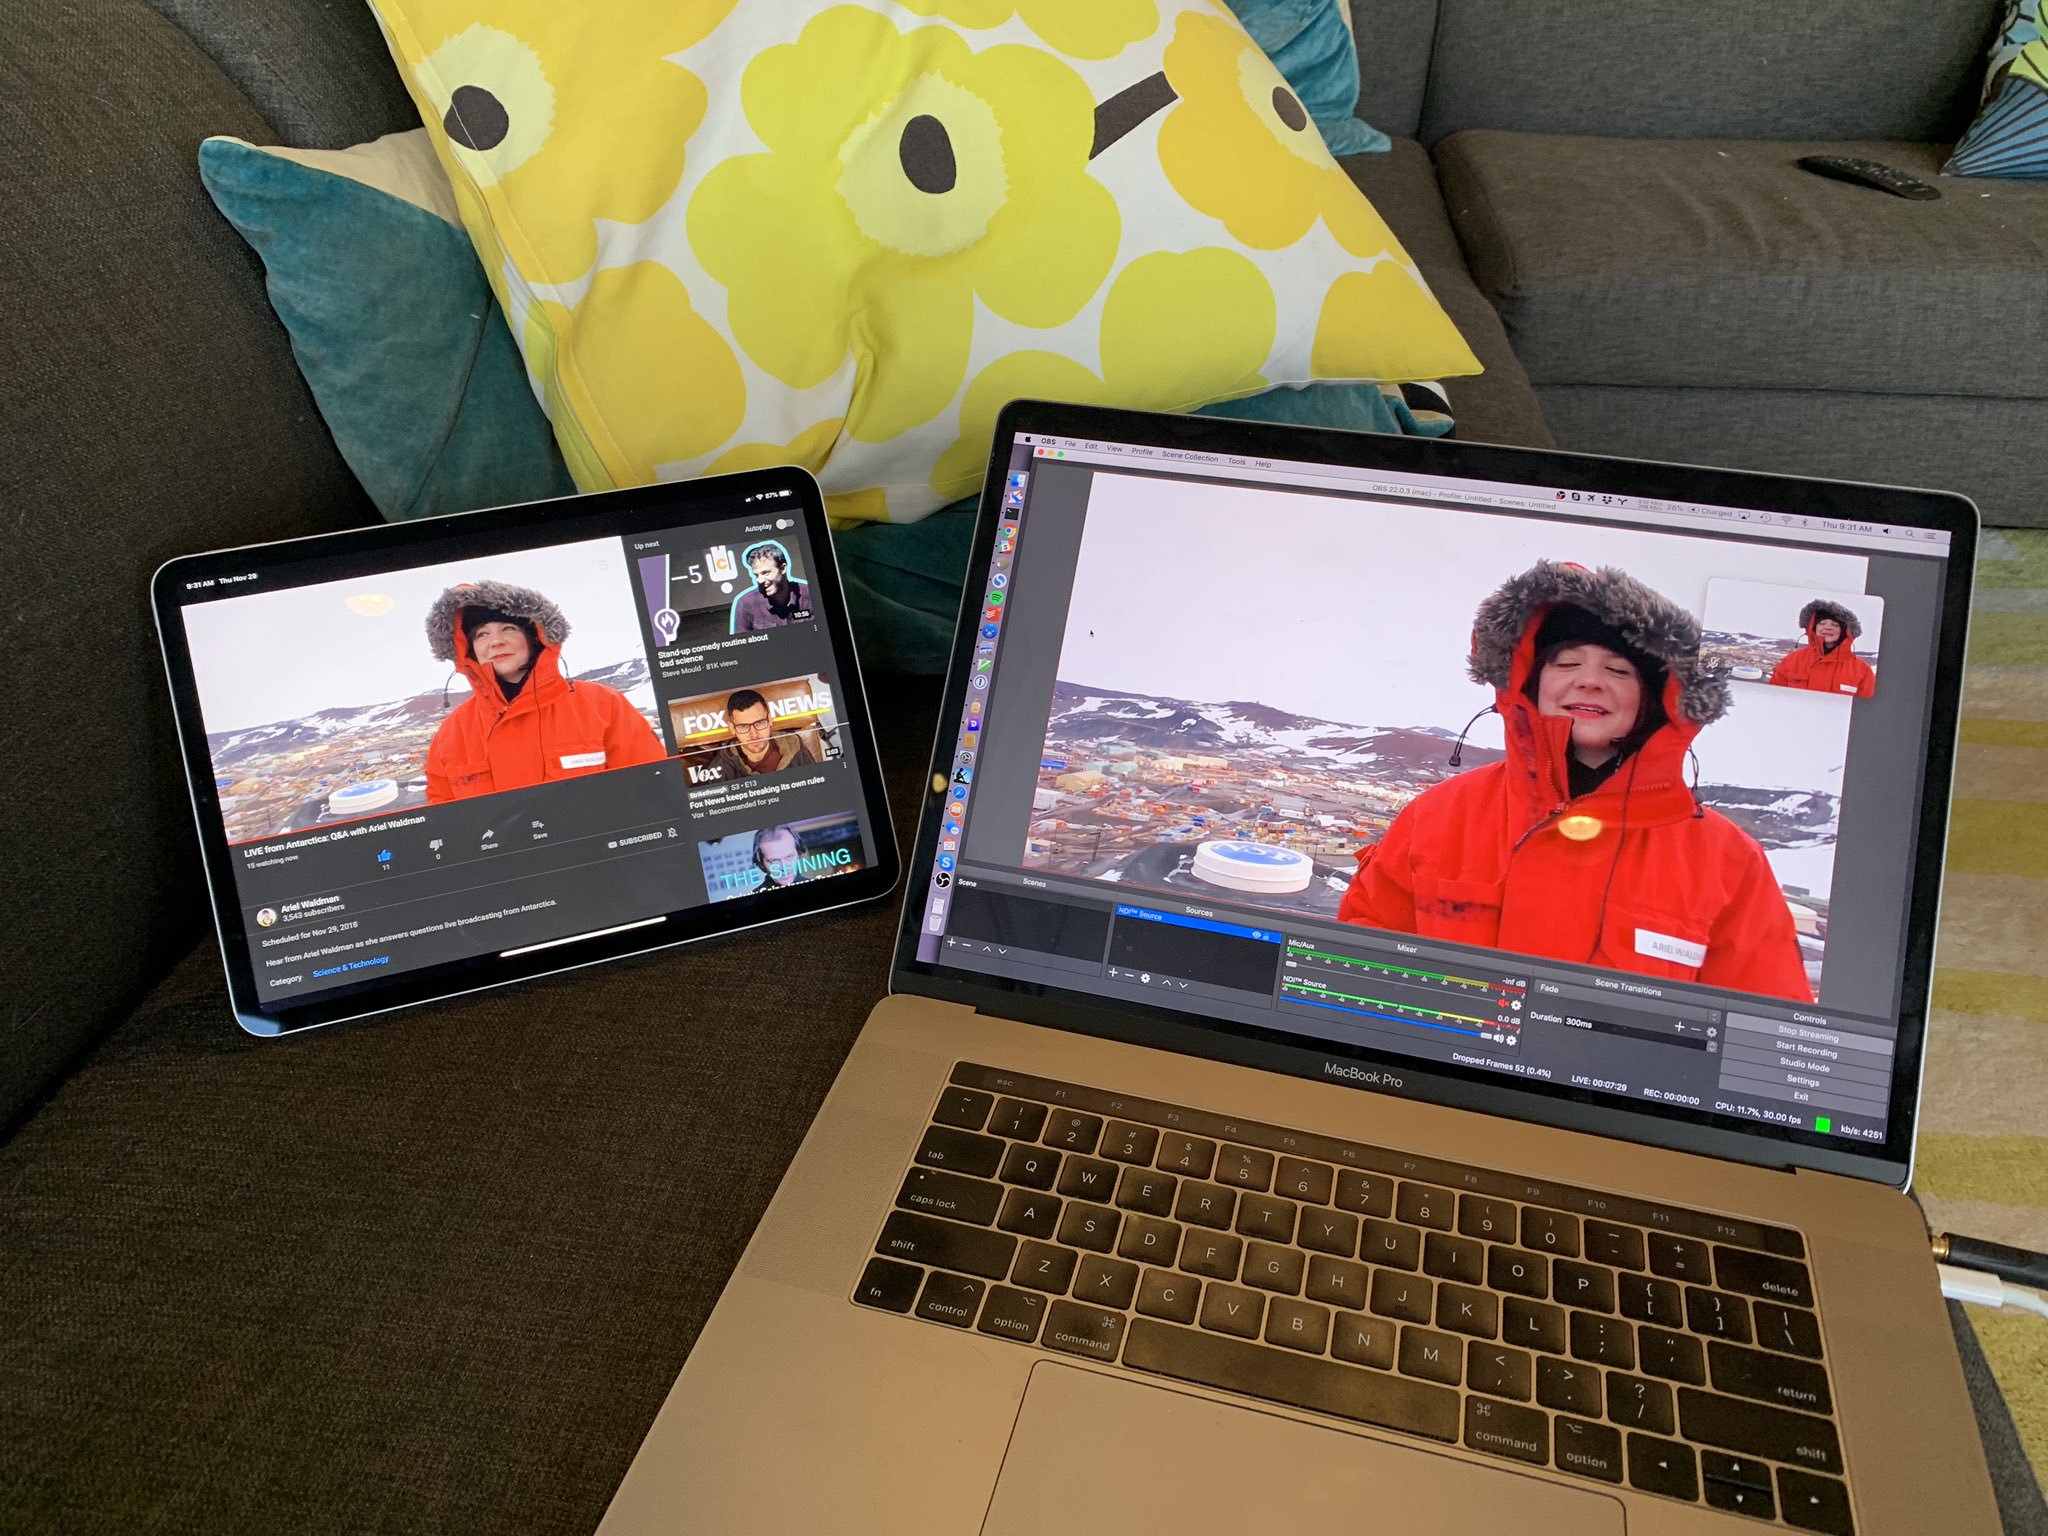 9:31 AM Thu Nov 29
87%
Autoplay
Up next
-5
C
10:56
Stand-up comedy routine about
bad science
Steve Mould · 81K views
FOX NEWS
Vox
8:03
Strikethrough S3 · E13
Fox News keeps breaking its own rules
Vox · Recommended for you
THE SHINING
ARIEL WALDMAN
LIVE from Antarctica: Q&A with Ariel Waldman
15 watching now
11
0
Share
Save
SUBSCRIBED
Ariel Waldman
3,543 subscribers
Scheduled for Nov 29, 2018
Hear from Ariel Waldman as she answers questions live broadcasting from Antarctica.
Category Science & Technology
OBS File Edit View Profile Scene Collection Tools Help
28% Charged Thu 9:31 AM
OBS 22.0.3 (mac) - Profile: Untitled - Scenes: Untitled
NSF
ARIEL WALDM
Scenes
Scene
Sources
NDI™ Source
Mixer
Mic/Aux
-inf dB
NDI™ Source
0.0 dB
Scene Transitions
Fade
Duration 300ms
Controls
Stop Streaming
Start Recording
Studio Mode
Settings
Exit
Dropped Frames 52 (0.4%) LIVE: 00:07:29 REC: 00:00:00 CPU: 11.7%, 30.00 fps kb/s: 4251
MacBook Pro
esc F1 F2 F3 F4 F5 F6 F7 F8 F9 F10 F11 F12
~ ! @ # $ % ^ & * ( ) _ +
` 1 2 3 4 5 6 7 8 9 0 - = delete
tab Q W E R T Y U I O P { [ } ] | \
caps lock A S D F G H J K L : ; " ' return
shift Z X C V B N M < , > . ? / shift
fn control option command command option